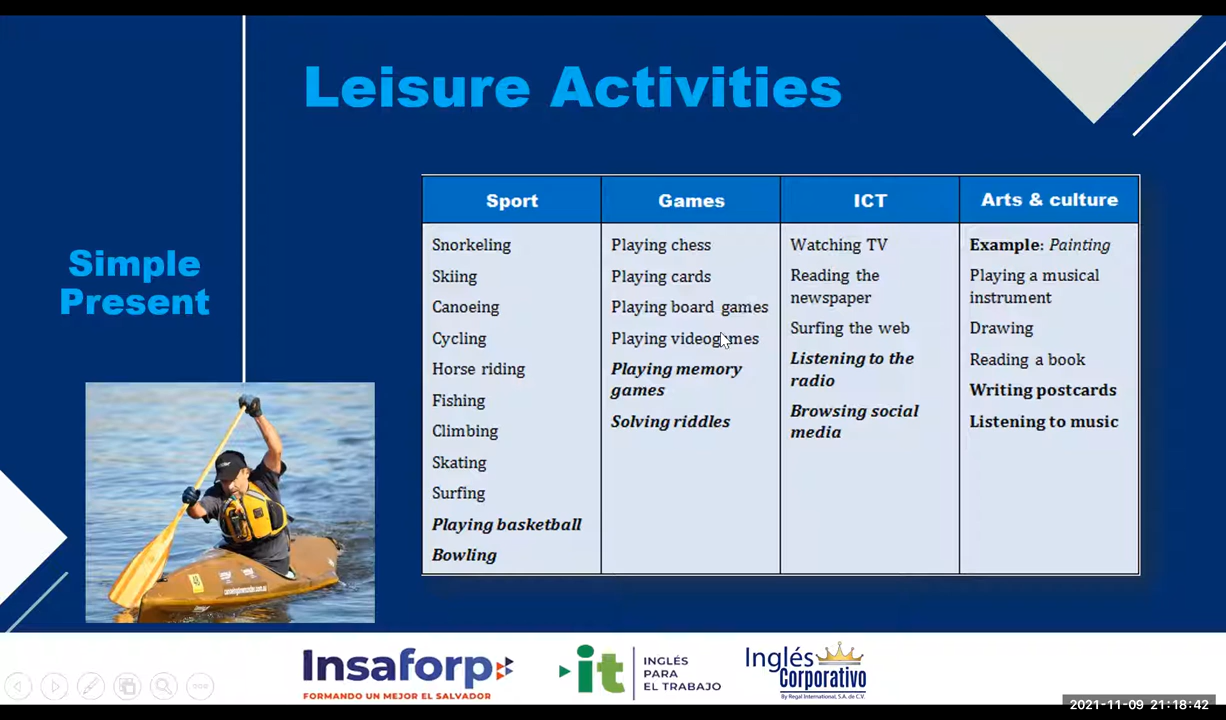 Leisure Activities
Simple
Present
Sport
Games
ICT
Arts & culture
Snorkeling
Skiing
Canoeing
Cycling
Horse riding
Fishing
Climbing
Skating
Surfing
Playing basketball
Bowling
Playing chess
Playing cards
Playing board games
Playing videogames
Playing memory
games
Solving riddles
Watching TV
Reading the
newspaper
Surfing the web
Listening to the
radio
Browsing social
media
Example: Painting
Playing a musical
instrument
Drawing
Reading a book
Writing postcards
Listening to music
Insaforp
FORMANDO UN MEJOR EL SALVADOR
it
INGLÉS
PARA
EL TRABAJO
Inglés
Corporativo
By Regal International, S.A. de C.V.
2021-11-09 21:18:42